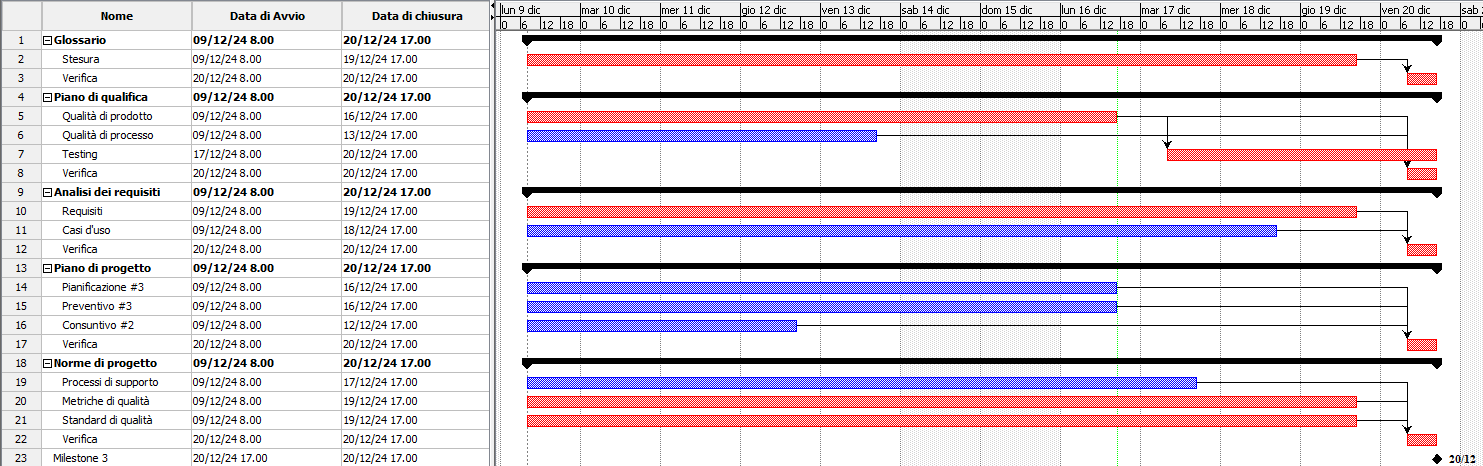 Nome Data di Avvio Data di chiusura
lun 9 dic mar 10 dic mer 11 dic gio 12 dic ven 13 dic sab 14 dic dom 15 dic lun 16 dic mar 17 dic mer 18 dic gio 19 dic ven 20 dic sab 2
0 6 12 18 0 6 12 18 0 6 12 18 0 6 12 18 0 6 12 18 0 6 12 18 0 6 12 18 0 6 12 18 0 6 12 18 0 6 12 18 0 6 12 18 0 6 12 18 0
1 Glossario 09/12/24 8.00 20/12/24 17.00
2 Stesura 09/12/24 8.00 19/12/24 17.00
3 Verifica 20/12/24 8.00 20/12/24 17.00
4 Piano di qualifica 09/12/24 8.00 20/12/24 17.00
5 Qualità di prodotto 09/12/24 8.00 16/12/24 17.00
6 Qualità di processo 09/12/24 8.00 13/12/24 17.00
7 Testing 17/12/24 8.00 20/12/24 17.00
8 Verifica 20/12/24 8.00 20/12/24 17.00
9 Analisi dei requisiti 09/12/24 8.00 20/12/24 17.00
10 Requisiti 09/12/24 8.00 19/12/24 17.00
11 Casi d'uso 09/12/24 8.00 18/12/24 17.00
12 Verifica 20/12/24 8.00 20/12/24 17.00
13 Piano di progetto 09/12/24 8.00 20/12/24 17.00
14 Pianificazione #3 09/12/24 8.00 16/12/24 17.00
15 Preventivo #3 09/12/24 8.00 16/12/24 17.00
16 Consuntivo #2 09/12/24 8.00 12/12/24 17.00
17 Verifica 20/12/24 8.00 20/12/24 17.00
18 Norme di progetto 09/12/24 8.00 20/12/24 17.00
19 Processi di supporto 09/12/24 8.00 17/12/24 17.00
20 Metriche di qualità 09/12/24 8.00 19/12/24 17.00
21 Standard di qualità 09/12/24 8.00 19/12/24 17.00
22 Verifica 20/12/24 8.00 20/12/24 17.00
23 Milestone 3 20/12/24 17.00 20/12/24 17.00 20/12